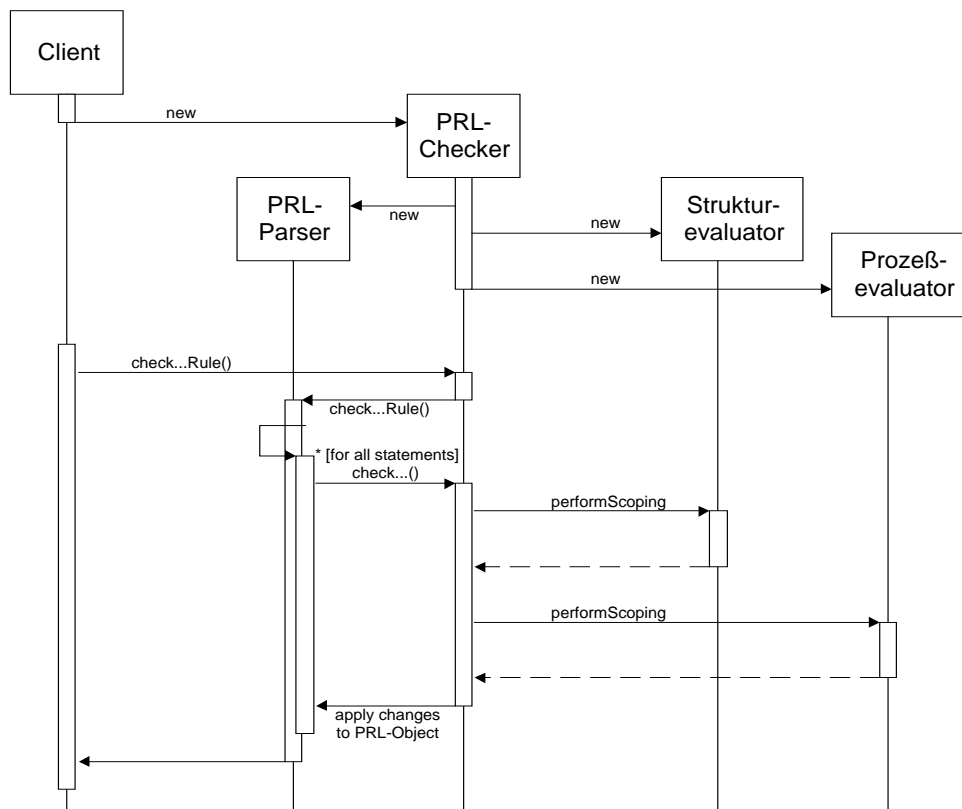 Client
new
PRL-
Checker
PRL-
Parser
new
Struktur-
evaluator
new
Prozeß-
evaluator
new
check...Rule()
check...Rule()
* [for all statements]
check...()
performScoping
performScoping
apply changes
to PRL-Object